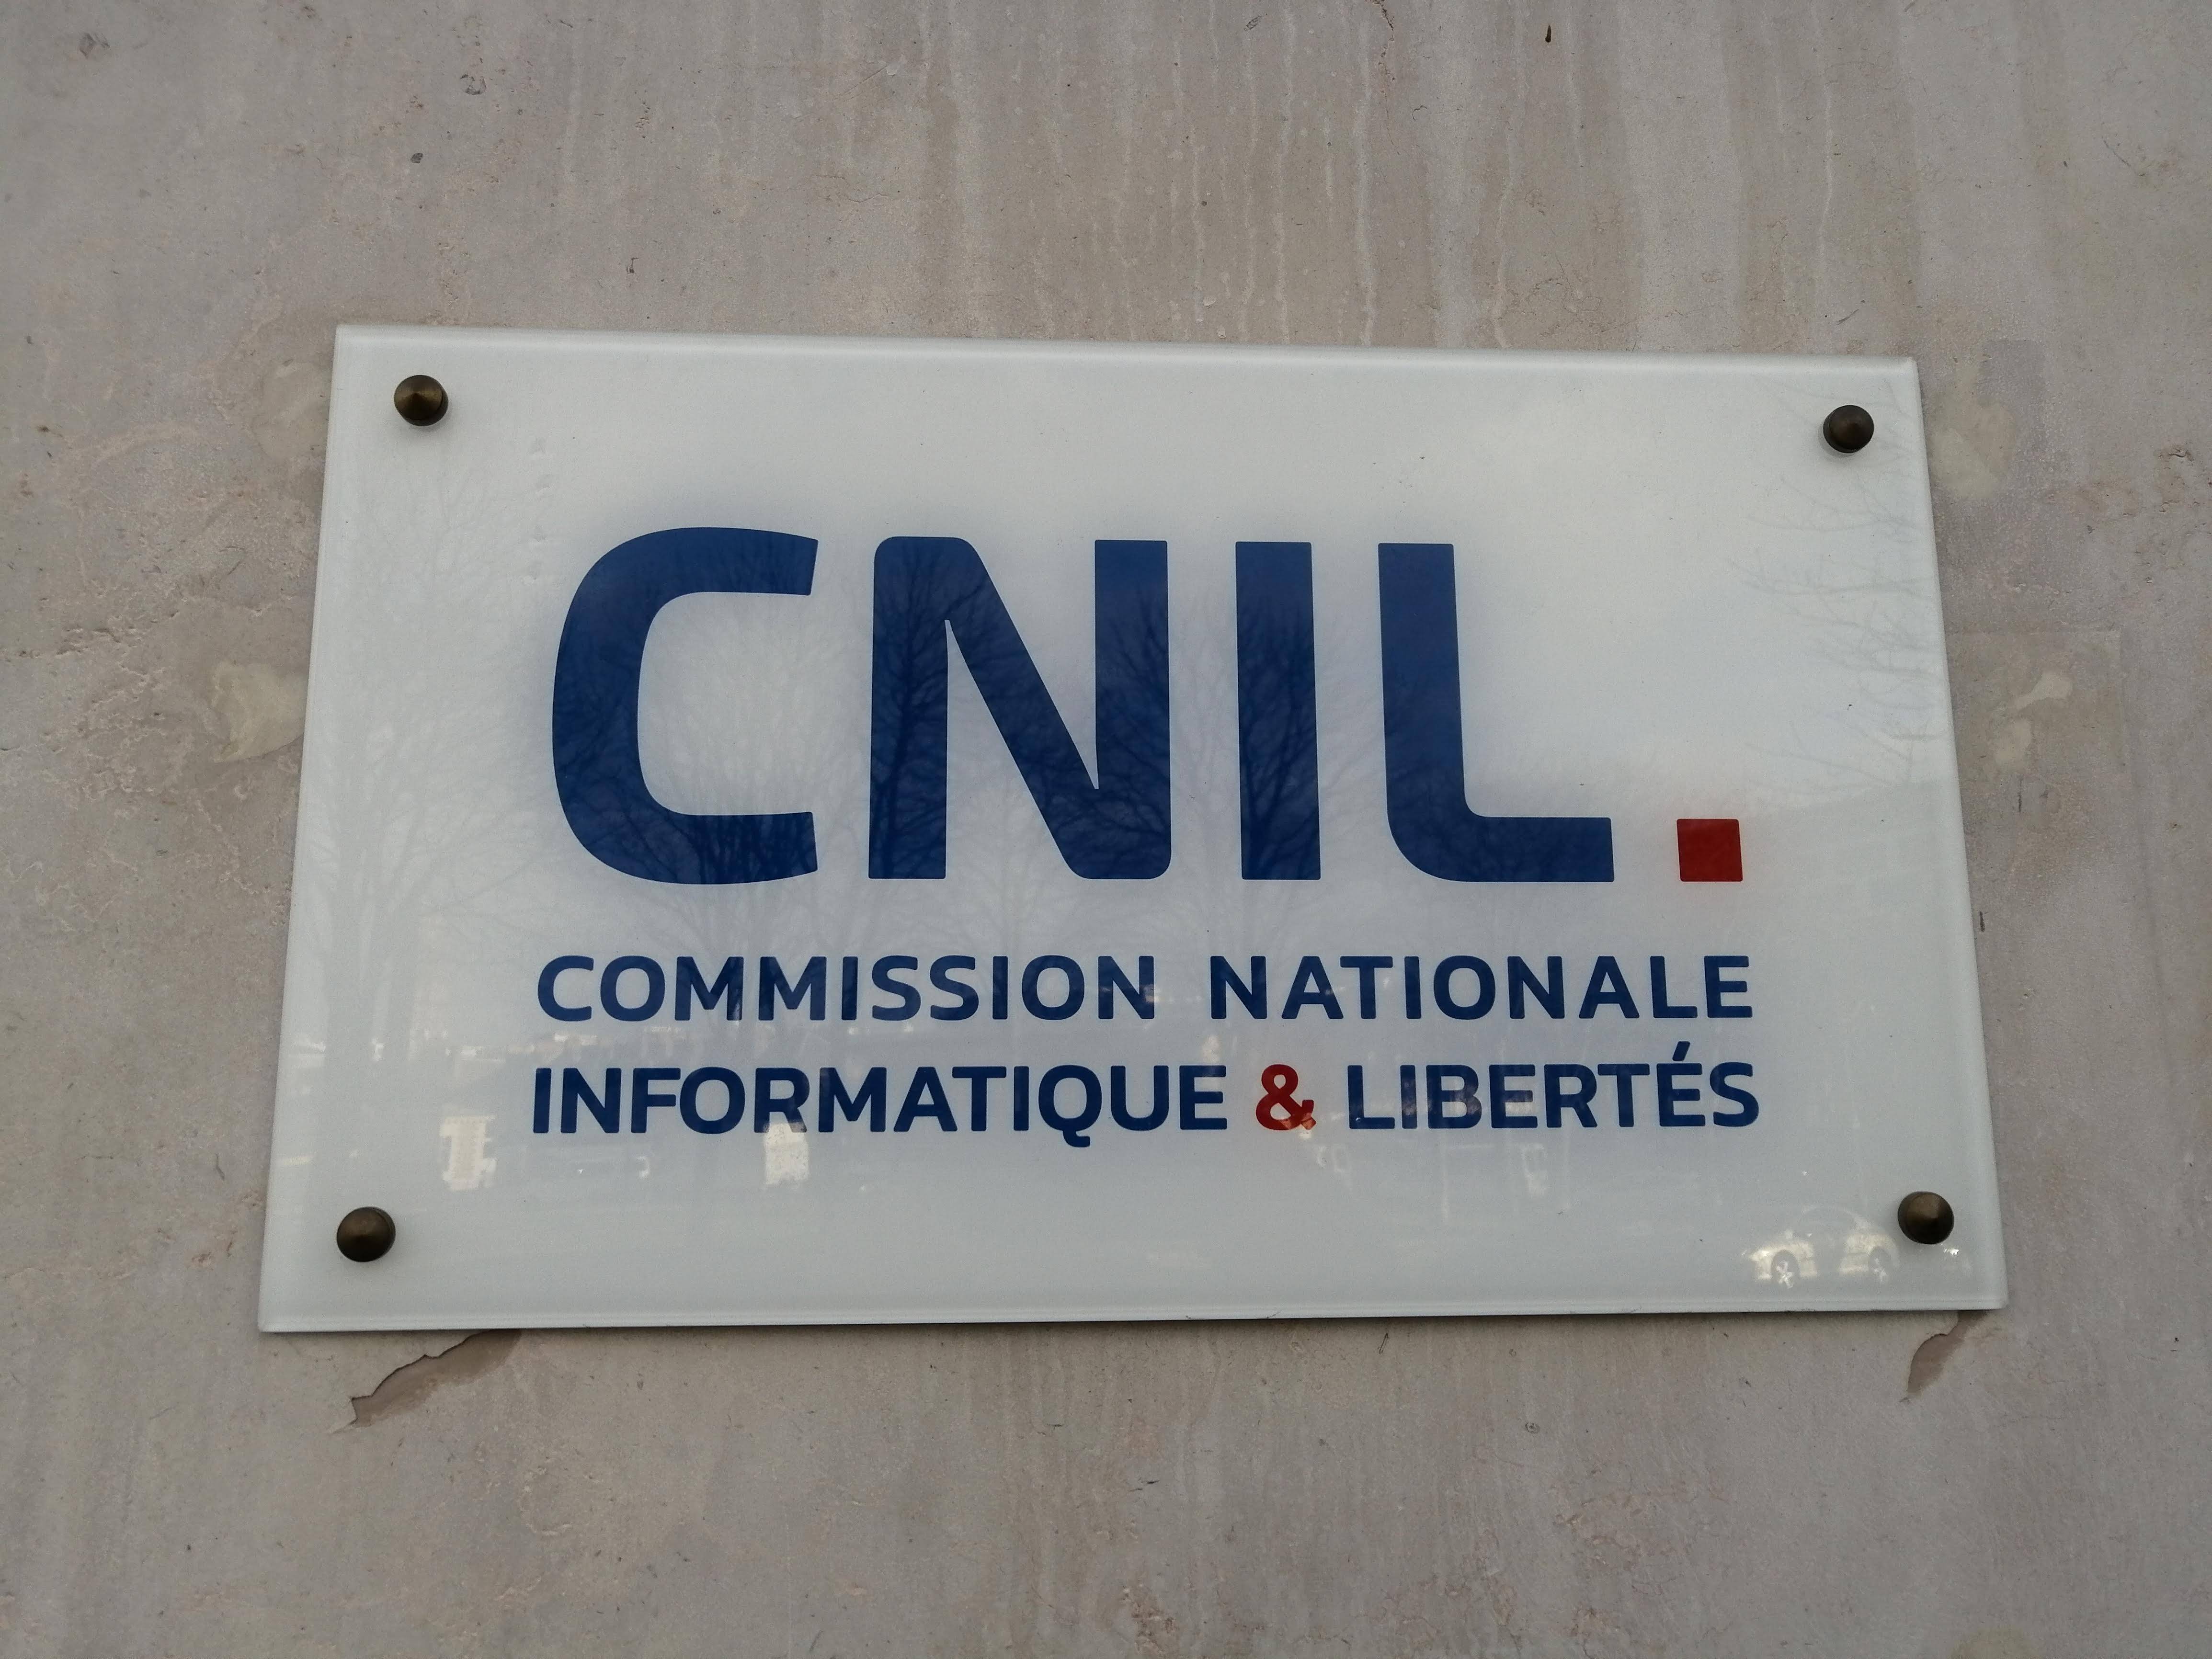 CNIL.
COMMISSION NATIONALE
INFORMATIQUE & LIBERTÉS